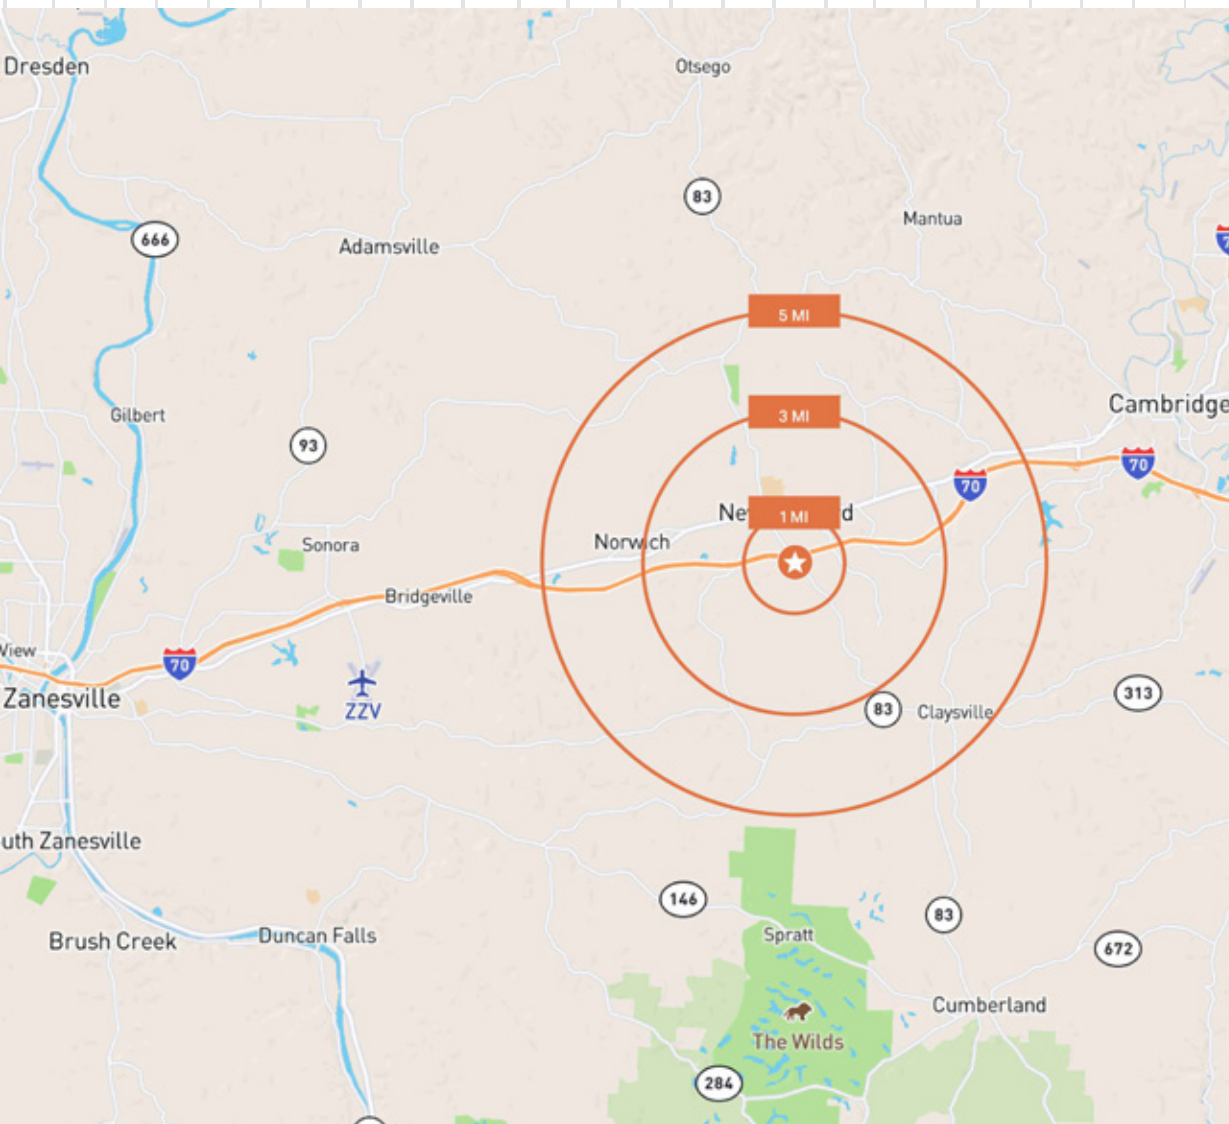 Dresden
Otsego
83
Mantua
666
Adamsville
5 MI
Gilbert
3 MI
Cambridge
93
70
70
1 MI
Norwich
Sonora
Bridgeville
View
70
Zanesville
ZZV
83
Claysville
313
uth Zanesville
146
83
Spratt
Brush Creek
Duncan Falls
672
Cumberland
The Wilds
284